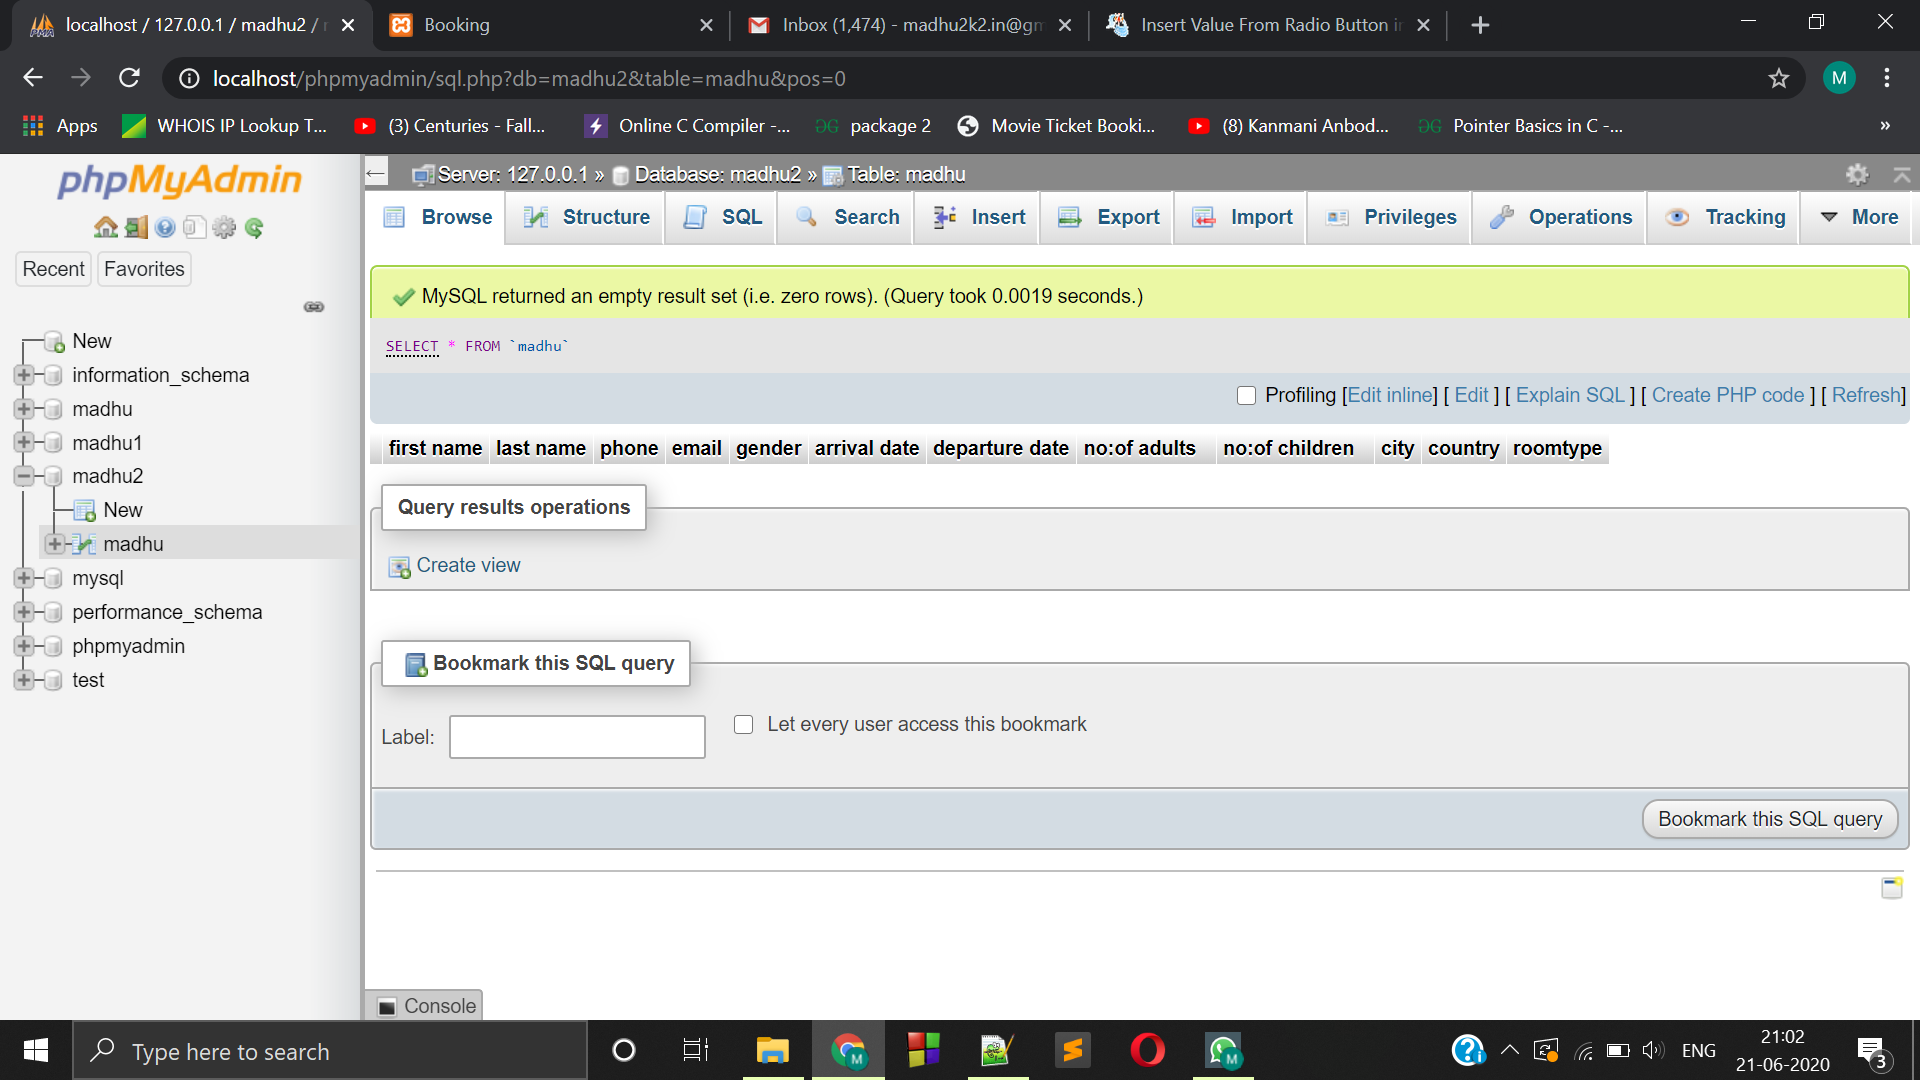 localhost / 127.0.0.1 / madhu2 /
Booking
Inbox (1,474) - madhu2k2.in@gm
Insert Value From Radio Button in
localhost/phpmyadmin/sql.php?db=madhu2&table=madhu&pos=0
M
Apps
WHOIS IP Lookup T...
(3) Centuries - Fall...
Online C Compiler -...
package 2
Movie Ticket Booki...
(8) Kanmani Anbod...
Pointer Basics in C -...
»
phpMyAdmin
Recent
Favorites
New
information_schema
madhu
madhu1
madhu2
New
madhu
mysql
performance_schema
phpmyadmin
test
Server: 127.0.0.1 » Database: madhu2 » Table: madhu
Browse
Structure
SQL
Search
Insert
Export
Import
Privileges
Operations
Tracking
More
MySQL returned an empty result set (i.e. zero rows). (Query took 0.0019 seconds.)
SELECT * FROM `madhu`
Profiling [Edit inline] [ Edit ] [ Explain SQL ] [ Create PHP code ] [ Refresh]
first name last name phone email gender arrival date departure date no:of adults no:of children city country roomtype
Query results operations
Create view
Bookmark this SQL query
Label:
Let every user access this bookmark
Bookmark this SQL query
Console
Type here to search
ENG
21:02
21-06-2020
3